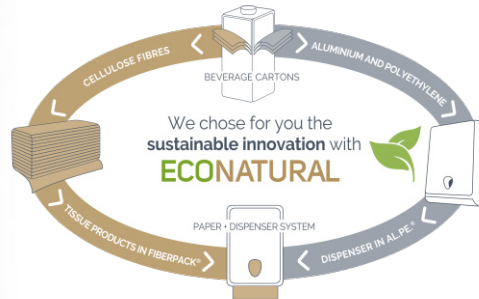 CELLULOSE FIBRES
ALUMINIUM AND POLYETHYLENE
BEVERAGE CARTONS
We chose for you the
sustainable innovation with
ECONATURAL
PAPER + DISPENSER SYSTEM
TISSUE PRODUCTS IN FIBERPACK®
DISPENSER IN AL.PE.®